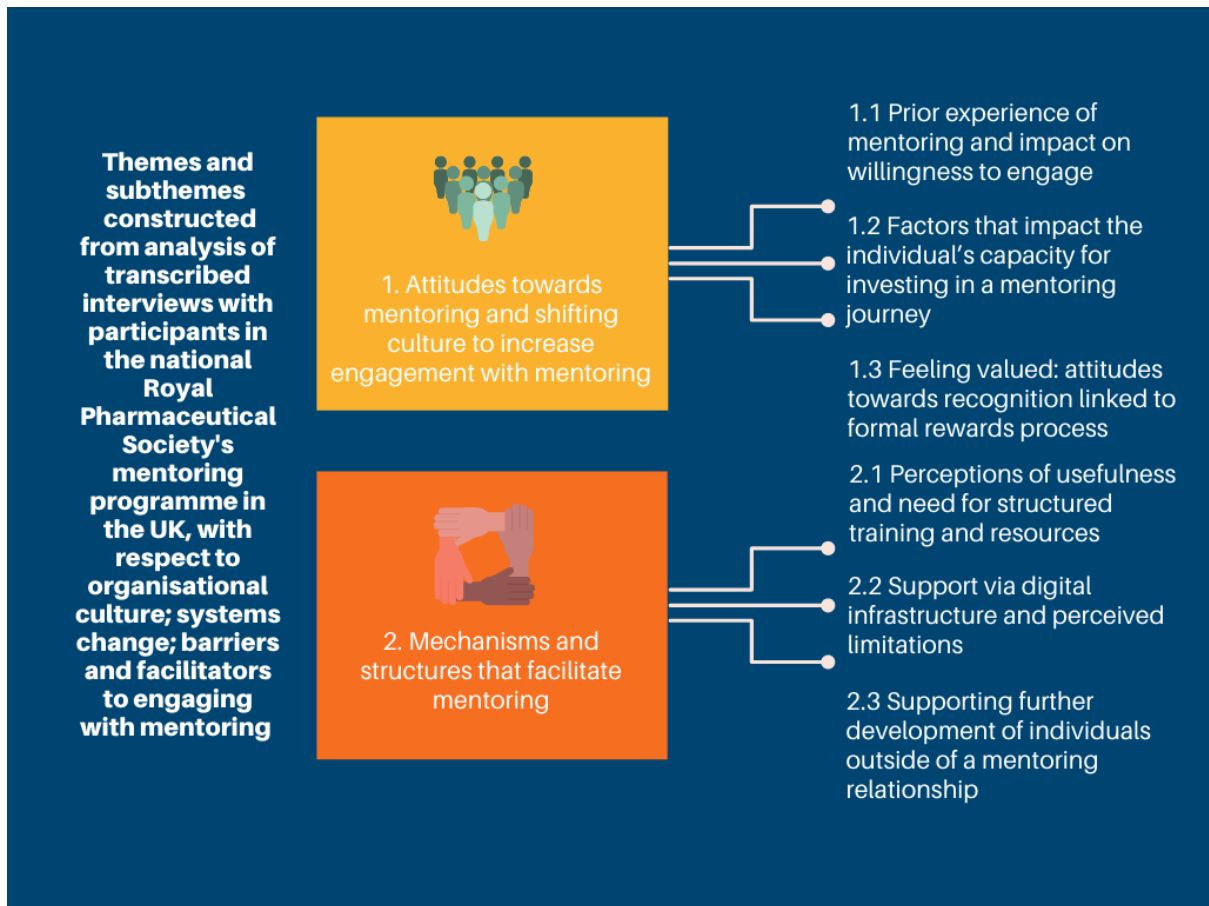 Themes and
subthemes
constructed
from analysis of
transcribed
interviews with
participants in
the national
Royal
Pharmaceutical
Society's
mentoring
programme in
the UK, with
respect to
organisational
culture; systems
change; barriers
and facilitators
to engaging
with mentoring
1. Attitudes towards
mentoring and shifting
culture to increase
engagement with mentoring
1.1 Prior experience of
mentoring and impact on
willingness to engage
1.2 Factors that impact the
individual’s capacity for
investing in a mentoring
journey
1.3 Feeling valued: attitudes
towards recognition linked to
formal rewards process
2. Mechanisms and
structures that facilitate
mentoring
2.1 Perceptions of usefulness
and need for structured
training and resources
2.2 Support via digital
infrastructure and perceived
limitations
2.3 Supporting further
development of individuals
outside of a mentoring
relationship